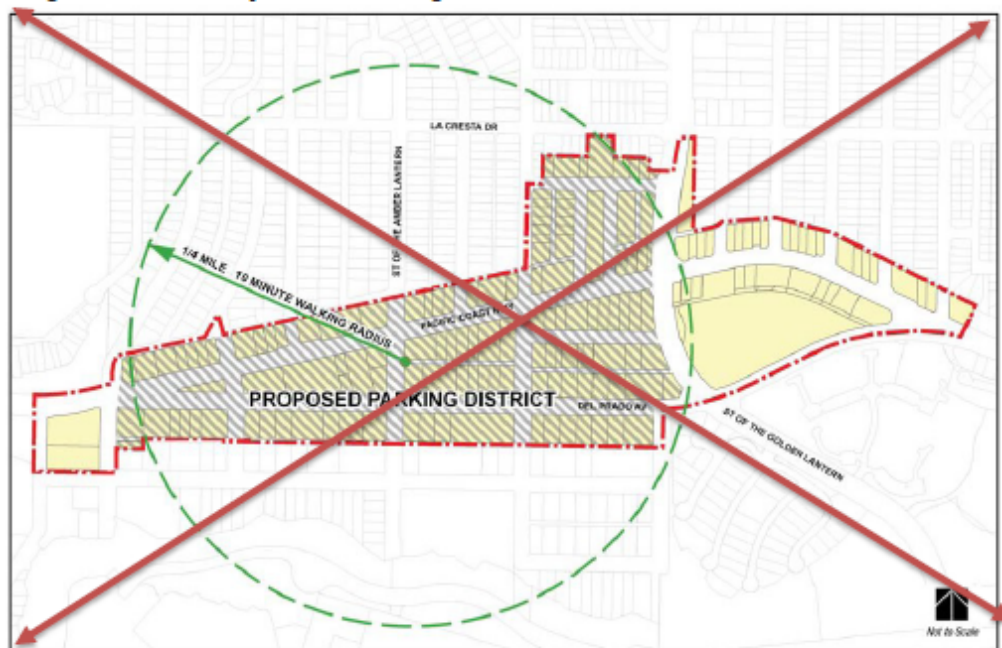 LA CRESTA DR
ST OF THE AMBER LANTERN
1/4 MILE 10 MINUTE WALKING RADIUS
PACIFIC COAST
PROPOSED PARKING DISTRICT
DEL PRADO AV
ST OF THE GOLDEN LANTERN
Not to Scale